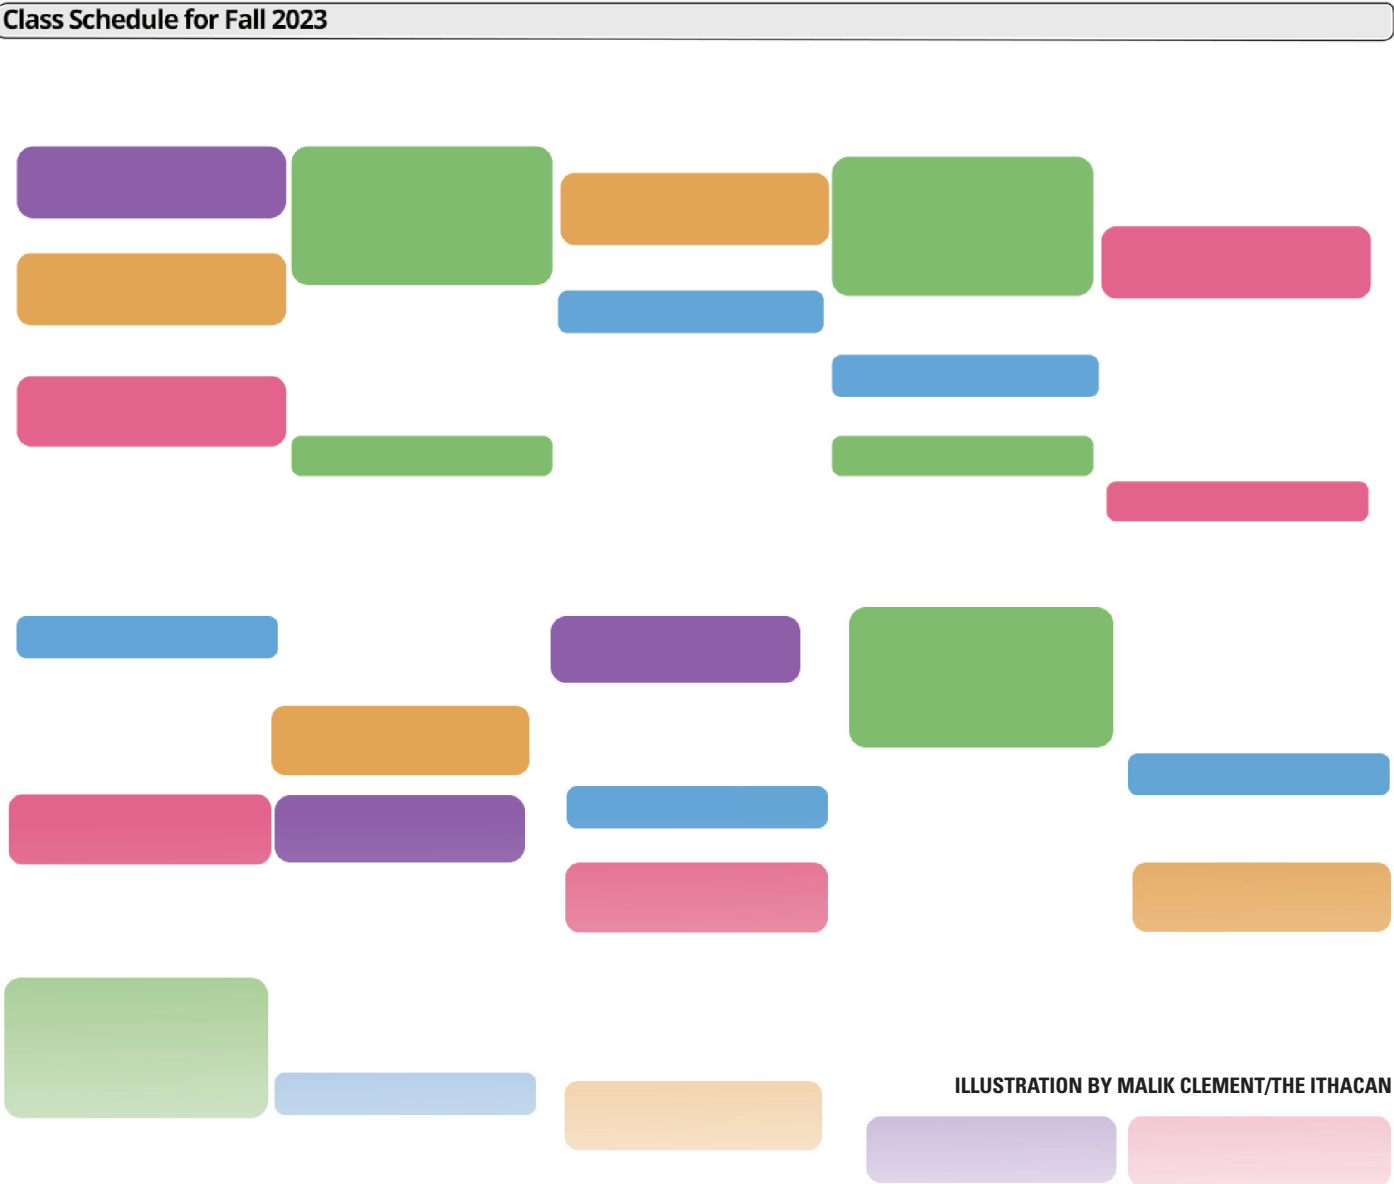 Class Schedule for Fall 2023
ILLUSTRATION BY MALIK CLEMENT/THE ITHACAN